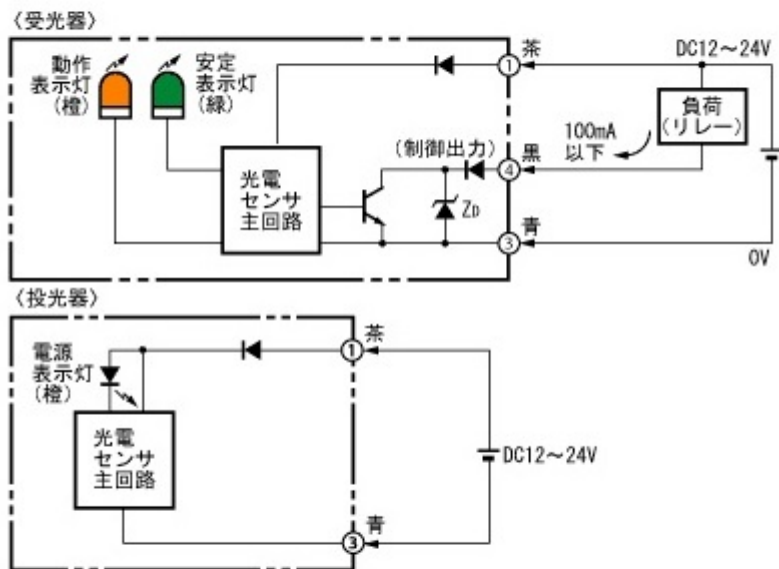 〈受光器〉
動作
表示灯
(橙)
安定
表示灯
(緑)
光電
センサ
主回路
(制御出力)
ZD
① 茶
④ 黒
③ 青
DC12～24V
負荷
(リレー)
100mA
以下
0V
〈投光器〉
電源
表示灯
(橙)
光電
センサ
主回路
① 茶
③ 青
DC12～24V